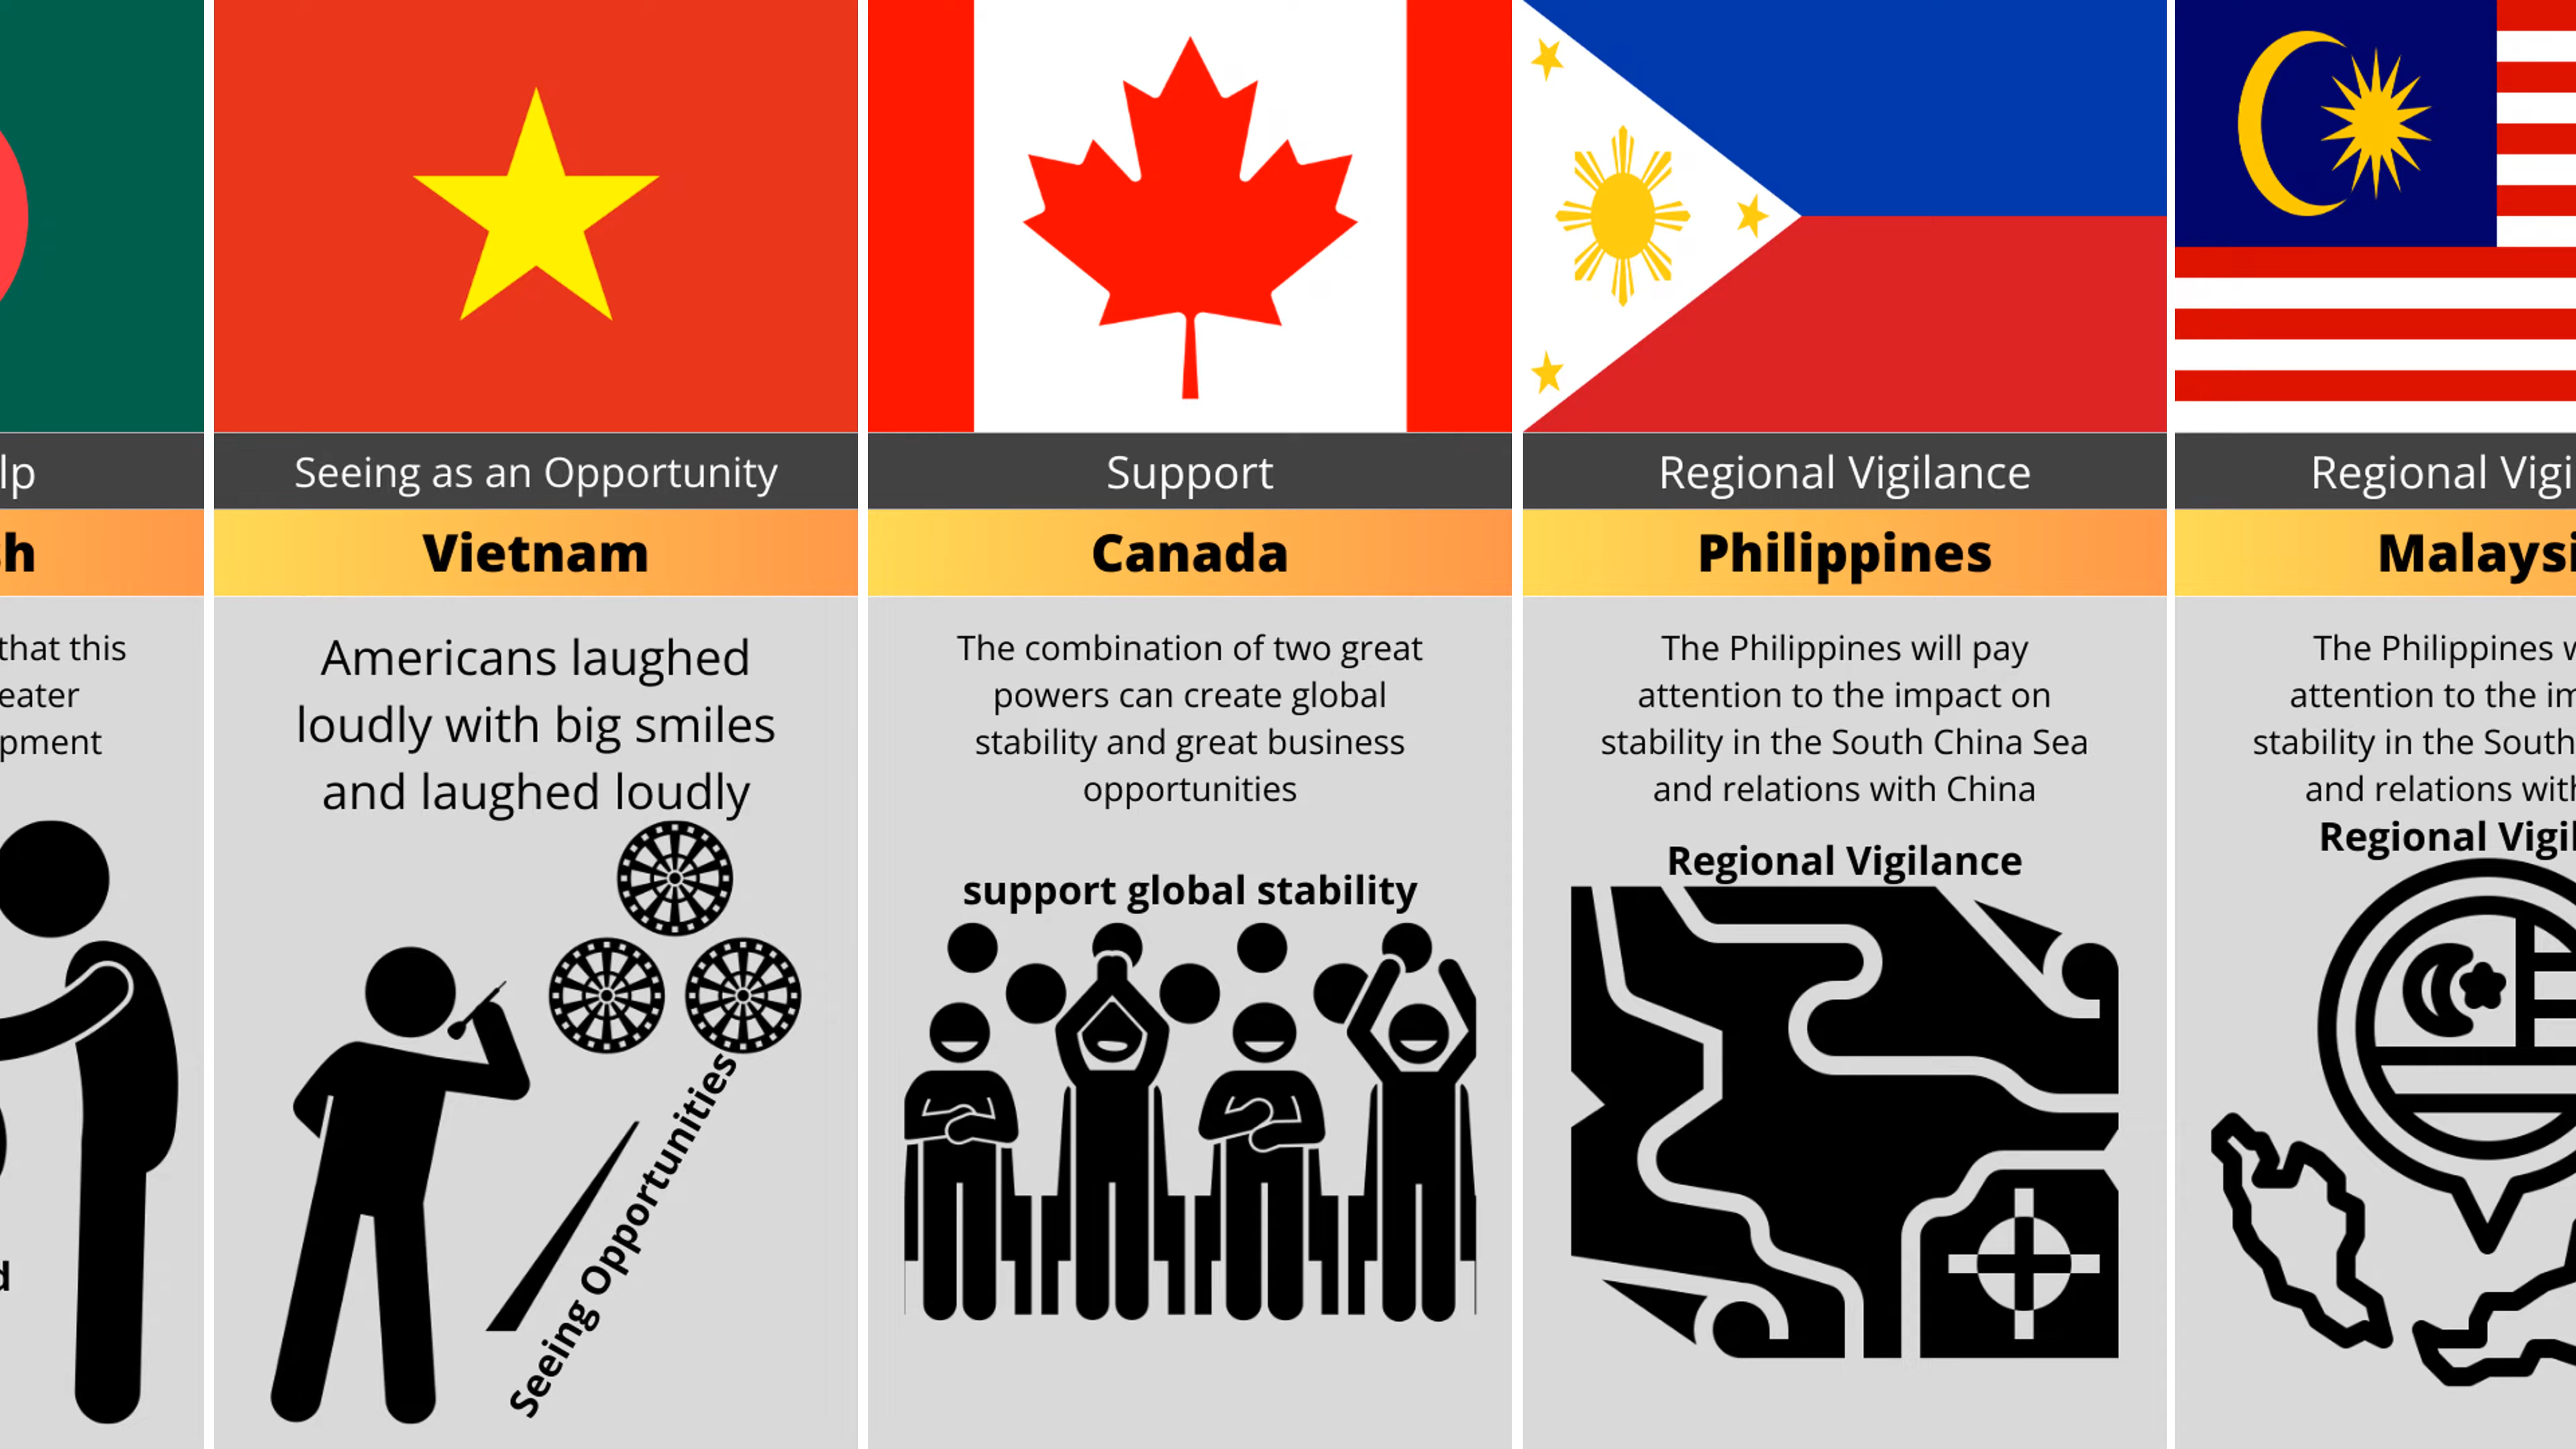 lp
sh
that this
eater
pment
d
Seeing as an Opportunity
Vietnam
Americans laughed
loudly with big smiles
and laughed loudly
Seeing Opportunities
Support
Canada
The combination of two great
powers can create global
stability and great business
opportunities
support global stability
Regional Vigilance
Philippines
The Philippines will pay
attention to the impact on
stability in the South China Sea
and relations with China
Regional Vigilance
Regional Vigi
Malaysi
The Philippines w
attention to the im
stability in the South
and relations with
Regional Vigil